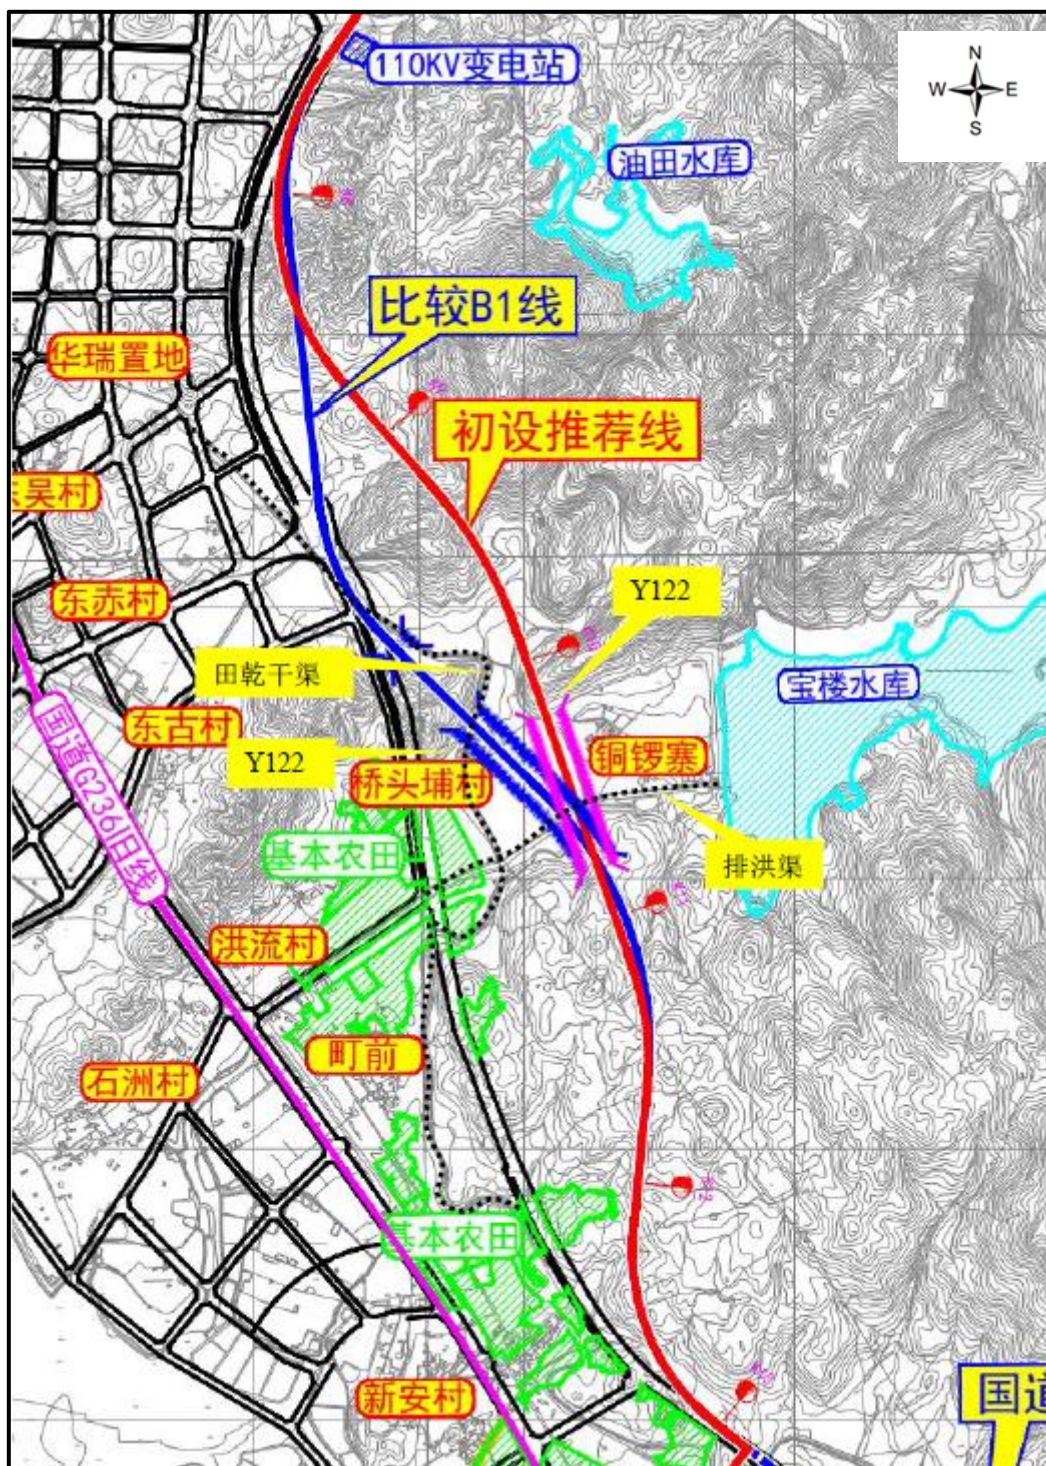 110KV变电站
N
W
E
S
油田水库
比较B1线
华瑞置地
初设推荐线
吴村
东赤村
Y122
田乾干渠
宝楼水库
国道G236旧线
东古村
铜锣寨
Y122
桥头埔村
基本农田
排洪渠
洪流村
町前
石洲村
基本农田
新安村
国道